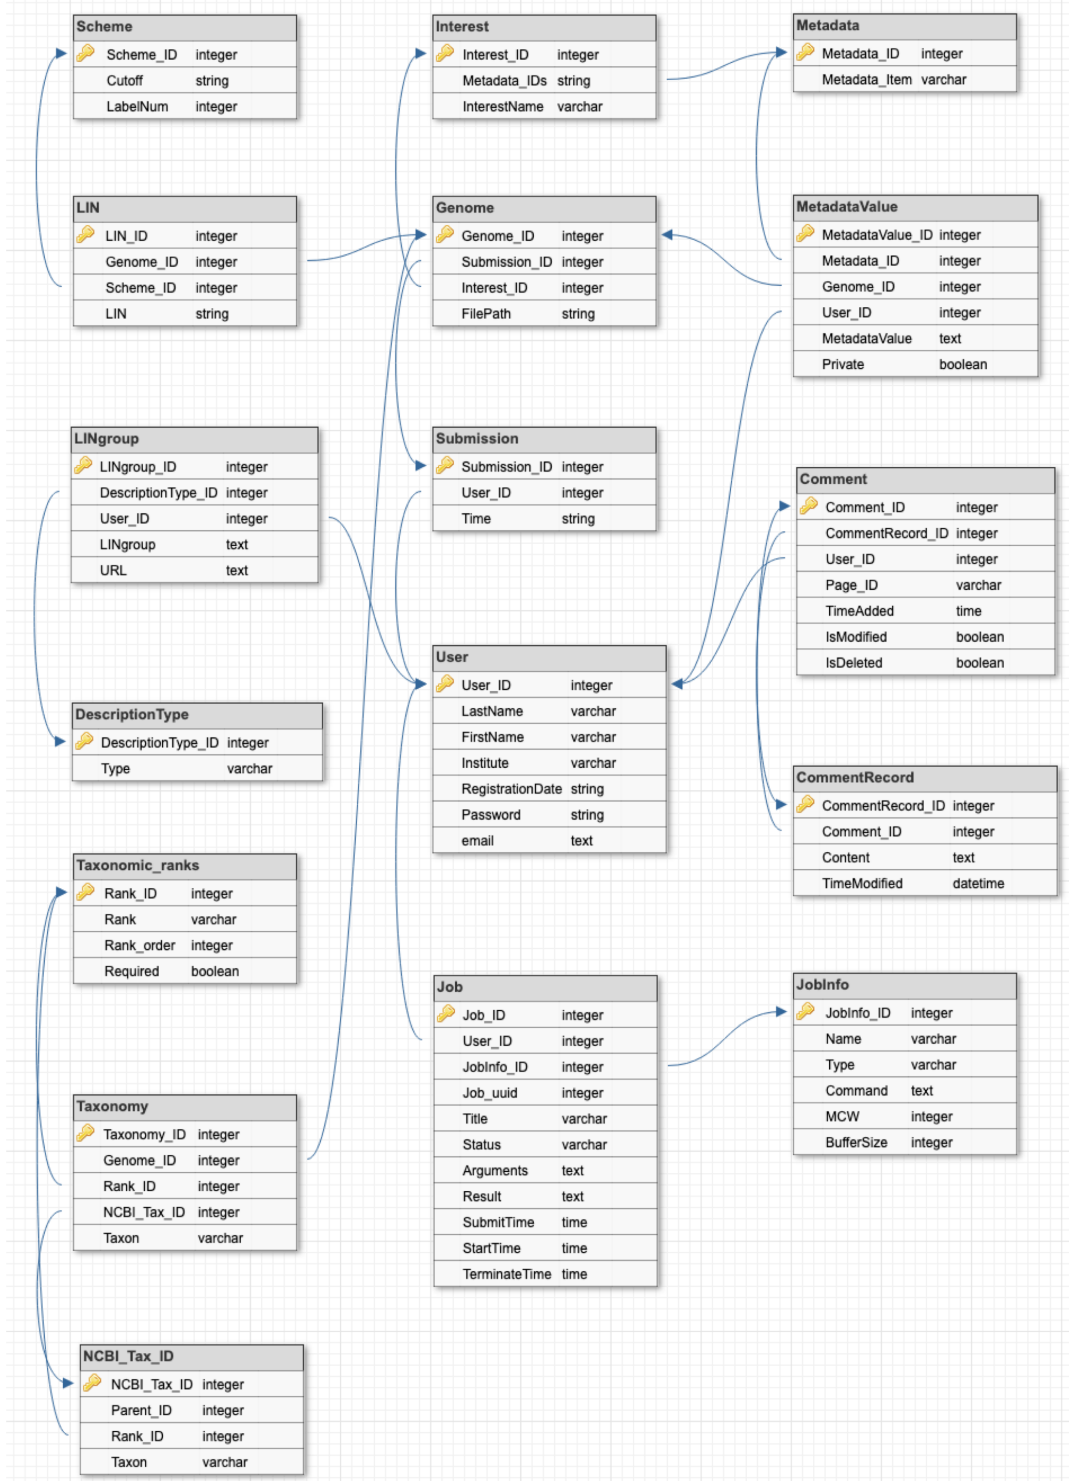 Scheme
Scheme_ID integer
Cutoff string
LabelNum integer
Interest
Interest_ID integer
Metadata_IDs string
InterestName varchar
Metadata
Metadata_ID integer
Metadata_Item varchar
LIN
LIN_ID integer
Genome_ID integer
Scheme_ID integer
LIN string
Genome
Genome_ID integer
Submission_ID integer
Interest_ID integer
FilePath string
MetadataValue
MetadataValue_ID integer
Metadata_ID integer
Genome_ID integer
User_ID integer
MetadataValue text
Private boolean
LINgroup
LINgroup_ID integer
DescriptionType_ID integer
User_ID integer
LINgroup text
URL text
Submission
Submission_ID integer
User_ID integer
Time string
Comment
Comment_ID integer
CommentRecord_ID integer
User_ID integer
Page_ID varchar
TimeAdded time
IsModified boolean
IsDeleted boolean
User
User_ID integer
LastName varchar
FirstName varchar
Institute varchar
RegistrationDate string
Password string
email text
DescriptionType
DescriptionType_ID integer
Type varchar
CommentRecord
CommentRecord_ID integer
Comment_ID integer
Content text
TimeModified datetime
Taxonomic_ranks
Rank_ID integer
Rank varchar
Rank_order integer
Required boolean
Job
Job_ID integer
User_ID integer
JobInfo_ID integer
Job_uuid integer
Title varchar
Status varchar
Arguments text
Result text
SubmitTime time
StartTime time
TerminateTime time
JobInfo
JobInfo_ID integer
Name varchar
Type varchar
Command text
MCW integer
BufferSize integer
Taxonomy
Taxonomy_ID integer
Genome_ID integer
Rank_ID integer
NCBI_Tax_ID integer
Taxon varchar
NCBI_Tax_ID
NCBI_Tax_ID integer
Parent_ID integer
Rank_ID integer
Taxon varchar